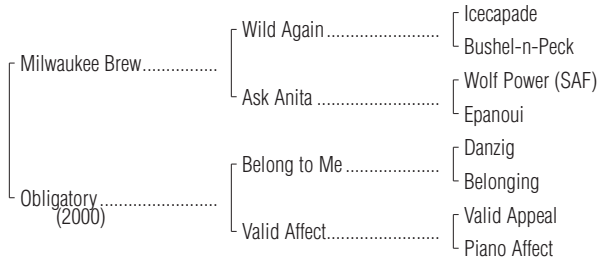 Icecapade
Wild Again
Bushel-n-Peck
Milwaukee Brew
Wolf Power (SAF)
Ask Anita
Epanoui
Danzig
Belong to Me
Belonging
Obligatory
(2000)
Valid Appeal
Valid Affect
Piano Affect